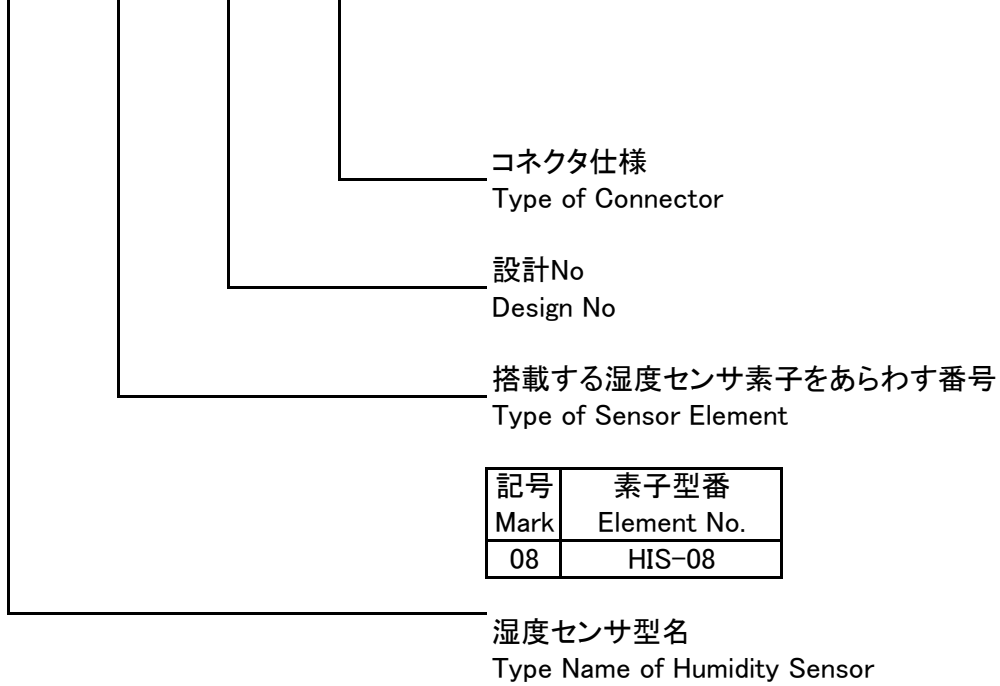 コネクタ仕様
Type of Connector
設計No
Design No
搭載する湿度センサ素子をあらわす番号
Type of Sensor Element
記号 素子型番
Mark Element No.
08 HIS-08
湿度センサ型名
Type Name of Humidity Sensor